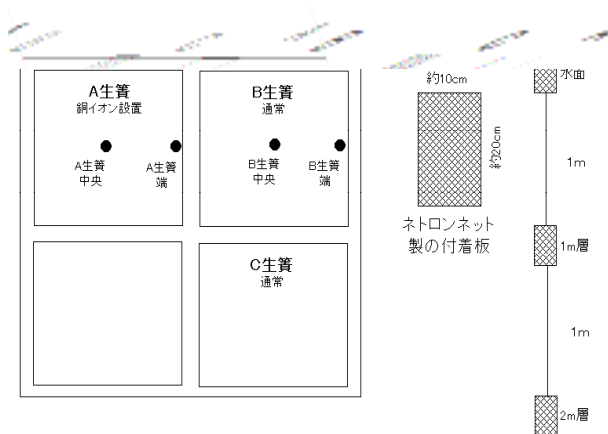 A生簀
銅イオン設置
A生簀
中央
A生簀
端
B生簀
通常
B生簀
中央
B生簀
端
C生簀
通常
約10cm
約20cm
ネトロンネット
製の付着板
水面
1m
1m層
1m
2m層